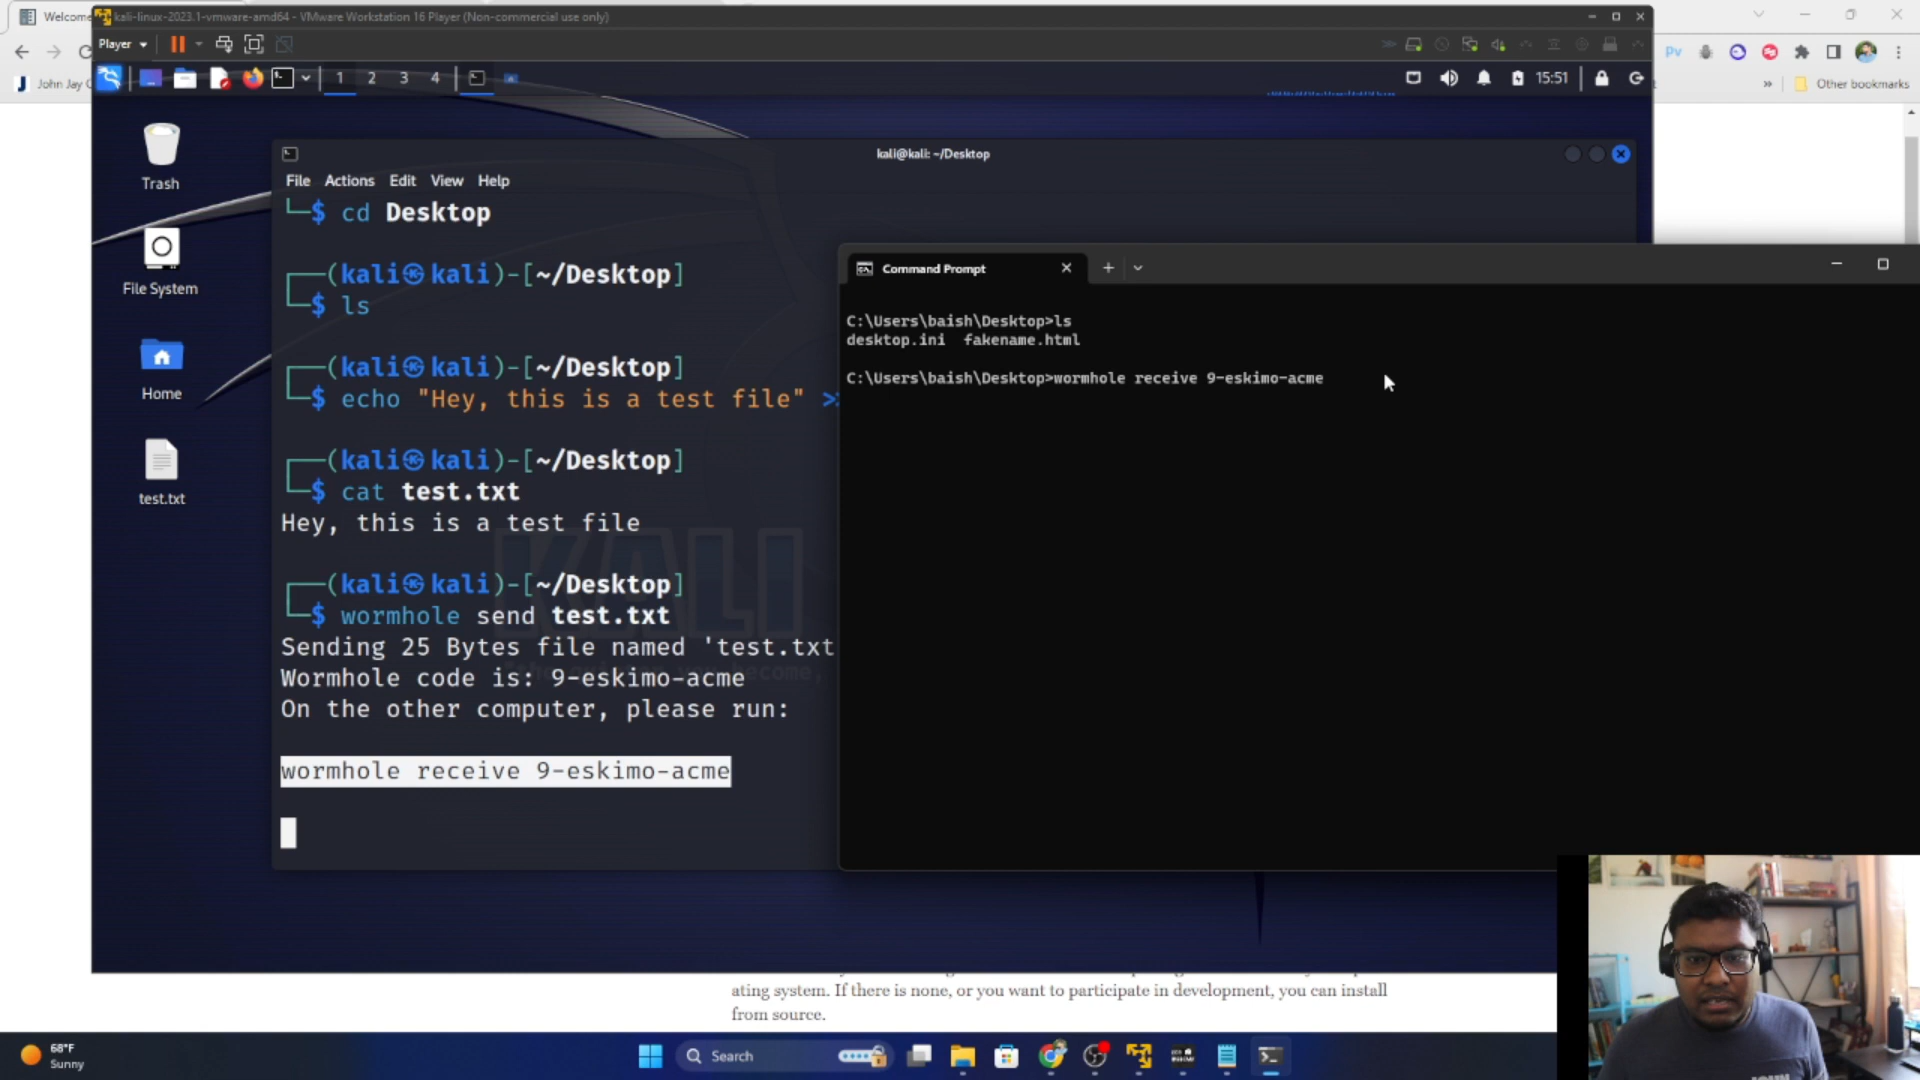 Welcome
kali-linux-2023.1-vmware-amd64 - VMware Workstation 16 Player (Non-commercial use only)
Player
Pv
John Jay
1 2 3 4
15:51
» Other bookmarks
Trash
File System
Home
test.txt
kali@kali: ~/Desktop
File Actions Edit View Help
└─$ cd Desktop
┌──(kali㉿kali)-[~/Desktop]
└─$ ls
┌──(kali㉿kali)-[~/Desktop]
└─$ echo "Hey, this is a test file" >
┌──(kali㉿kali)-[~/Desktop]
└─$ cat test.txt
Hey, this is a test file
┌──(kali㉿kali)-[~/Desktop]
└─$ wormhole send test.txt
Sending 25 Bytes file named 'test.txt
Wormhole code is: 9-eskimo-acme
On the other computer, please run:
wormhole receive 9-eskimo-acme
Command Prompt
C:\Users\baish\Desktop>ls
desktop.ini fakename.html
C:\Users\baish\Desktop>wormhole receive 9-eskimo-acme
KALI
ating system. If there is none, or you want to participate in development, you can install
from source.
68°F
Sunny
Search